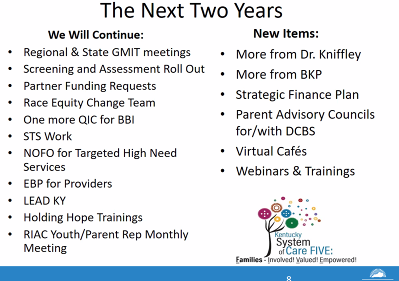 The Next Two Years
We Will Continue:
• Regional & State GMIT meetings
• Screening and Assessment Roll Out
• Partner Funding Requests
• Race Equity Change Team
• One more QIC for BBI
• STS Work
• NOFO for Targeted High Need
Services
• EBP for Providers
• LEAD KY
• Holding Hope Trainings
• RIAC Youth/Parent Rep Monthly
Meeting
New Items:
• More from Dr. Kniffley
• More from BKP
• Strategic Finance Plan
• Parent Advisory Councils
for/with DCBS
• Virtual Cafés
• Webinars & Trainings
Kentucky
System
of Care FIVE:
Families - Involved! Valued! Empowered!
8